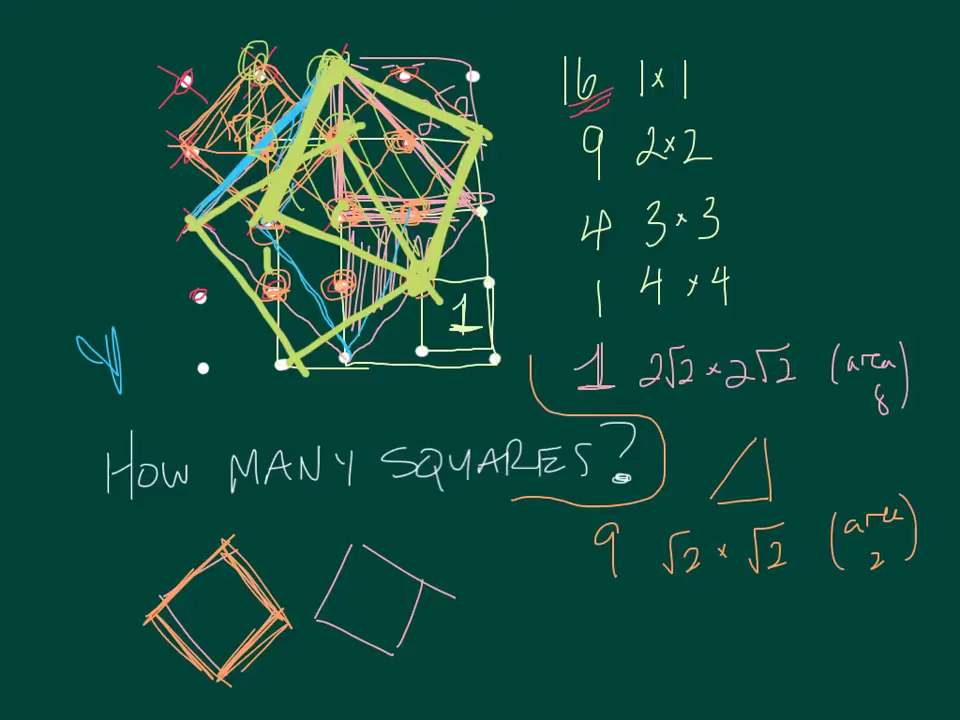 16 1×1
9 2×2
4 3×3
1 4×4
1
1 2√2×2√2 (area 8)
HOW MANY SQUARES?
9 √2×√2 (area 2)